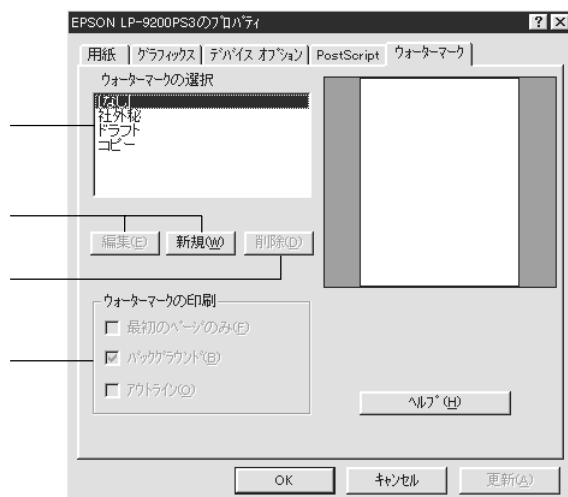 EPSON LP-9200PS3のﾌﾟﾛﾊﾟﾃｨ
用紙 ｸﾞﾗﾌｨｯｸｽ ﾃﾞﾊﾞｲｽ ｵﾌﾟｼｮﾝ PostScript ｳｫｰﾀｰﾏｰｸ
ｳｫｰﾀｰﾏｰｸの選択
[なし]
社外秘
ドラフト
コピー
編集(E) 新規(W) 削除(D)
ｳｫｰﾀｰﾏｰｸの印刷
最初のﾍﾟｰｼﾞのみ(F)
ﾊﾞｯｸｸﾞﾗｳﾝﾄﾞ(B)
ｱｳﾄﾗｲﾝ(O)
ﾍﾙﾌﾟ(H)
OK ｷｬﾝｾﾙ 更新(A)